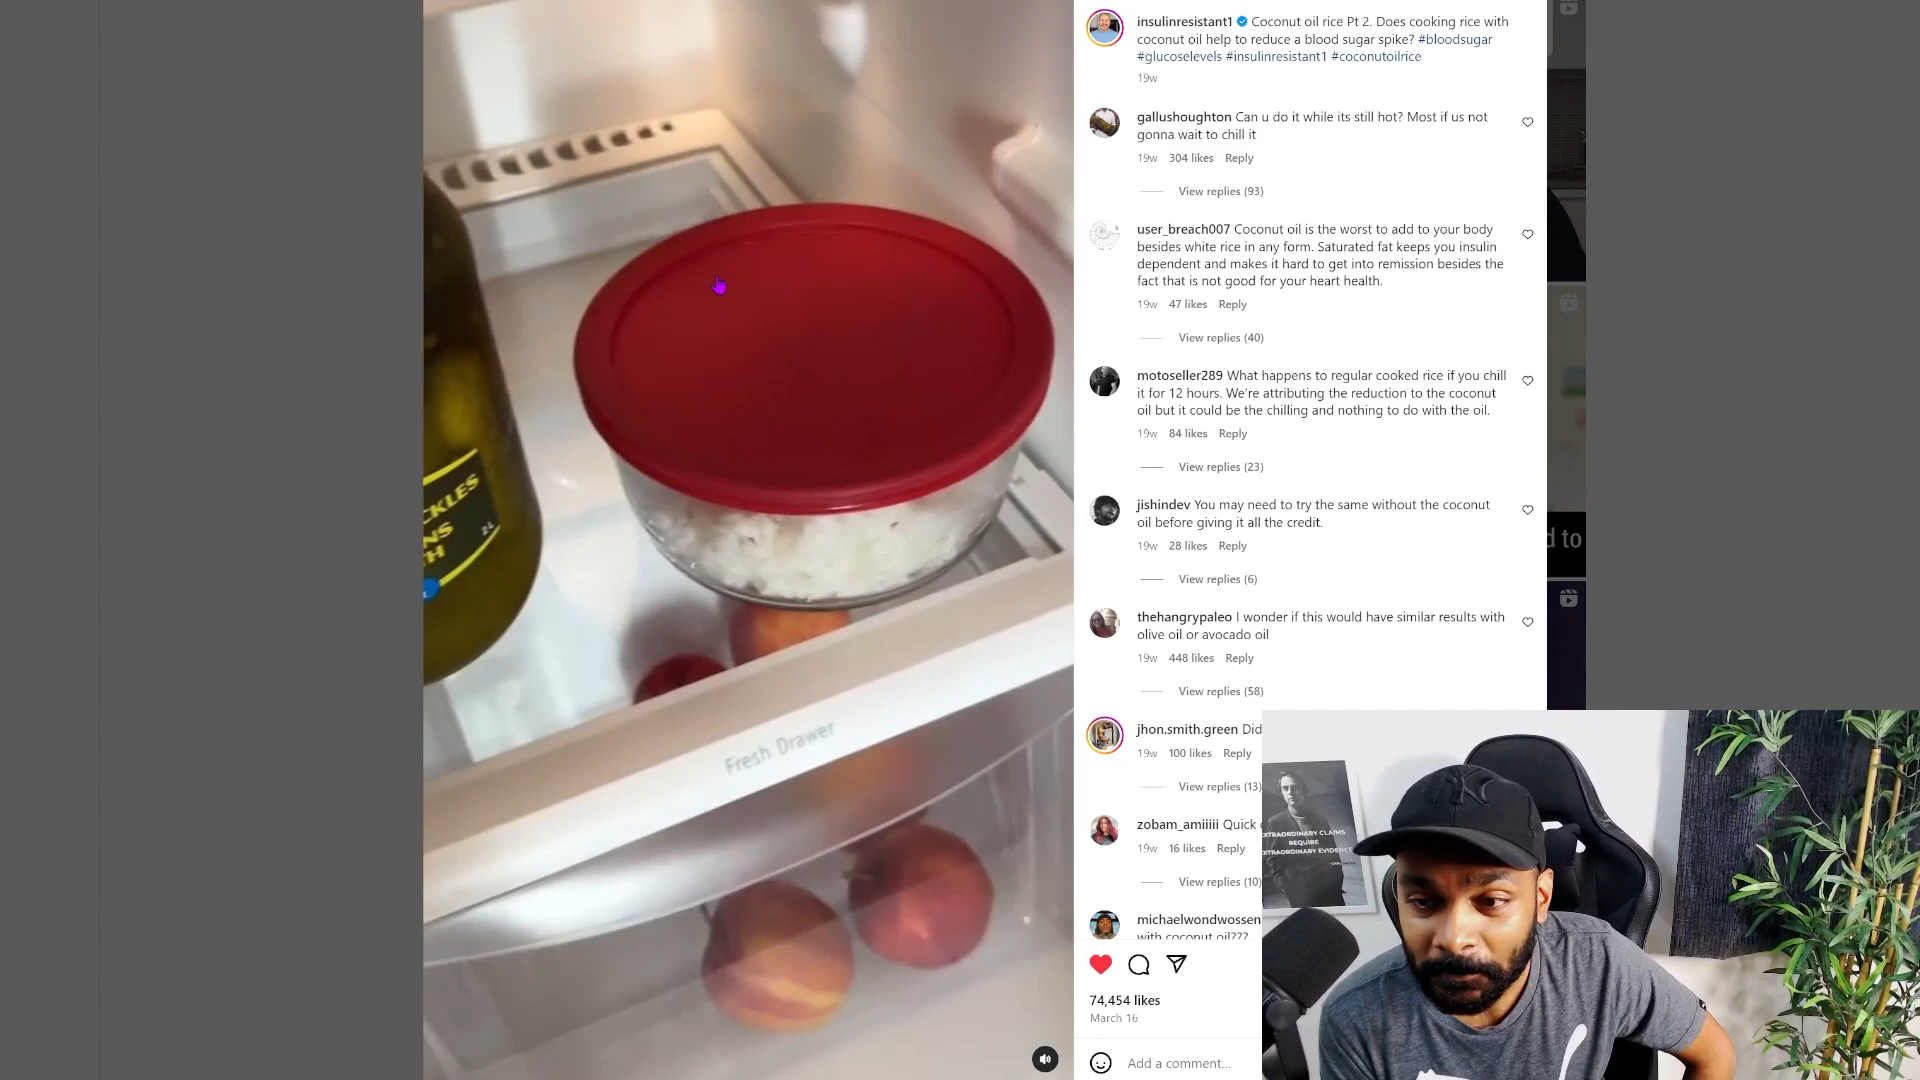 insulinresistant1 Coconut oil rice Pt 2. Does cooking rice with
coconut oil help to reduce a blood sugar spike? #bloodsugar
#glucoselevels #insulinresistant1 #coconutoilrice
19w
gallushoughton Can u do it while its still hot? Most if us not
gonna wait to chill it
19w 304 likes Reply
View replies (93)
user_breach007 Coconut oil is the worst to add to your body
besides white rice in any form. Saturated fat keeps you insulin
dependent and makes it hard to get into remission besides the
fact that is not good for your heart health.
19w 47 likes Reply
View replies (40)
motoseller289 What happens to regular cooked rice if you chill
it for 12 hours. We're attributing the reduction to the coconut
oil but it could be the chilling and nothing to do with the oil.
19w 84 likes Reply
View replies (23)
jishindev You may need to try the same without the coconut
oil before giving it all the credit.
19w 28 likes Reply
View replies (6)
thehangrypaleo I wonder if this would have similar results with
olive oil or avocado oil
19w 448 likes Reply
View replies (58)
jhon.smith.green Did
19w 100 likes Reply
View replies (13)
zobam_amiiiii Quick
19w 16 likes Reply
View replies (10)
michaelwondwossen
with coconut oil???
74,454 likes
March 16
Add a comment...
CKLES
NS
TH
2L
Fresh Drawer
d to
EXTRAORDINARY CLAIMS
REQUIRE
EXTRAORDINARY EVIDENCE